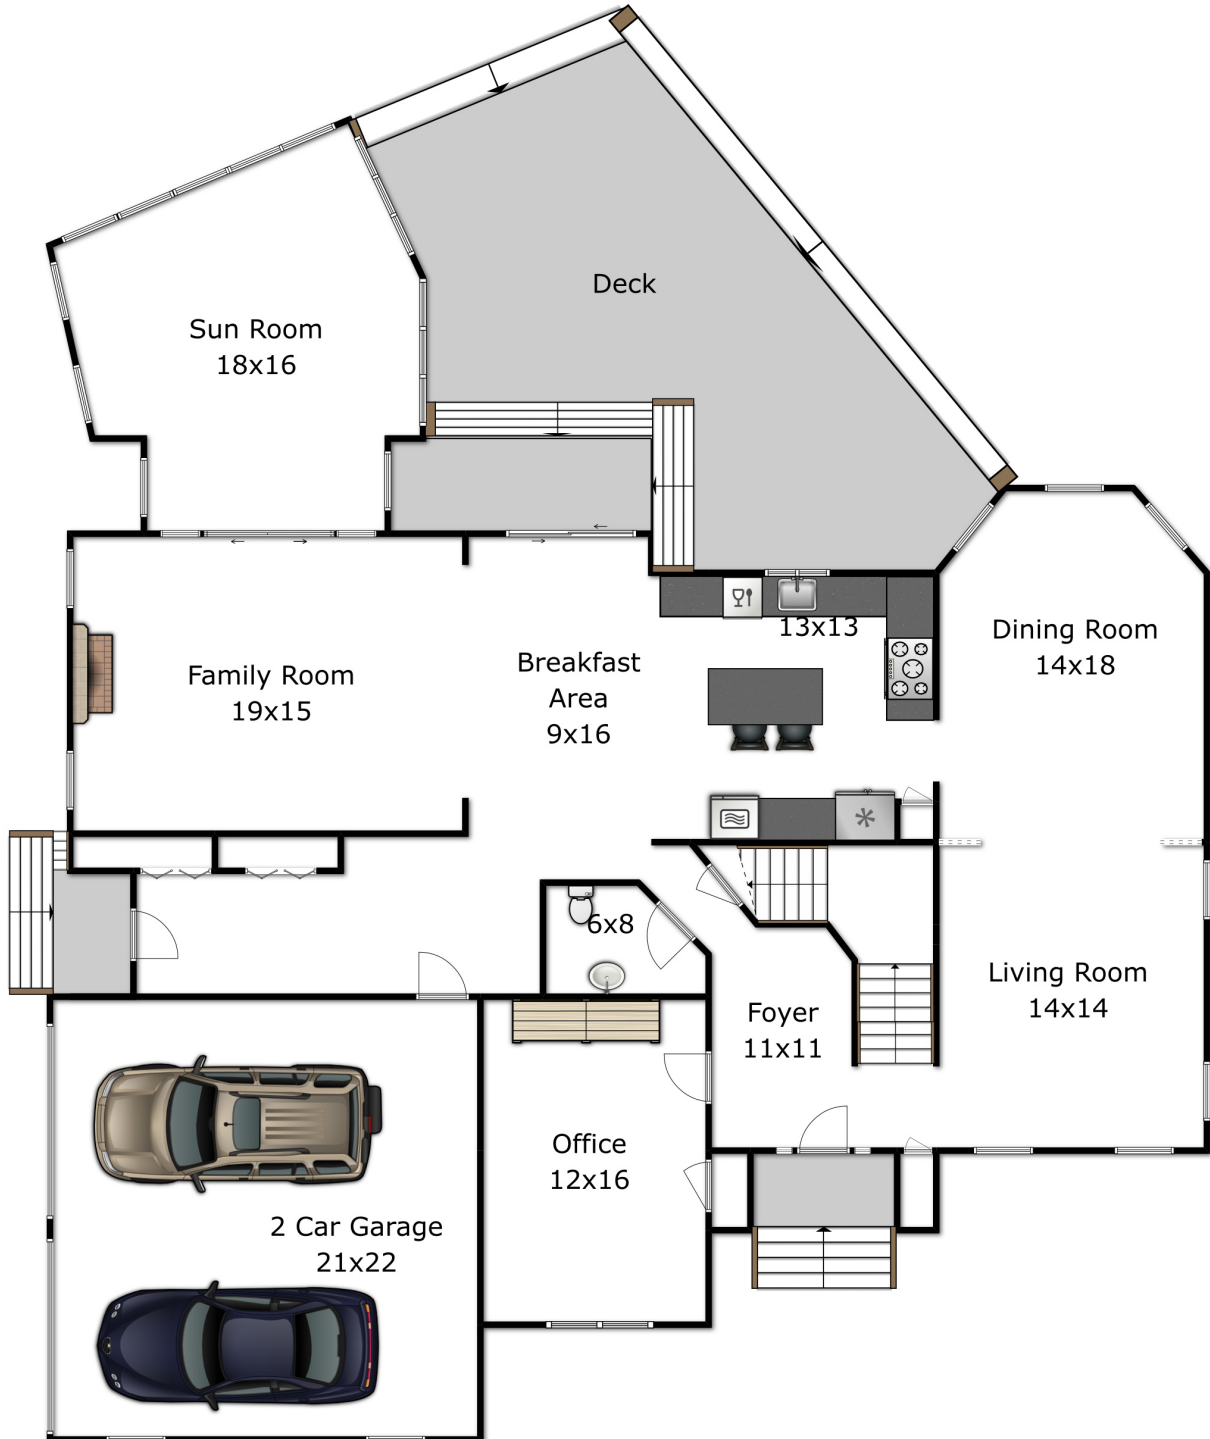 Deck
Sun Room
18x16
13x13
Dining Room
14x18
Breakfast
Area
9x16
Family Room
19x15
6x8
Living Room
14x14
Foyer
11x11
Office
12x16
2 Car Garage
21x22